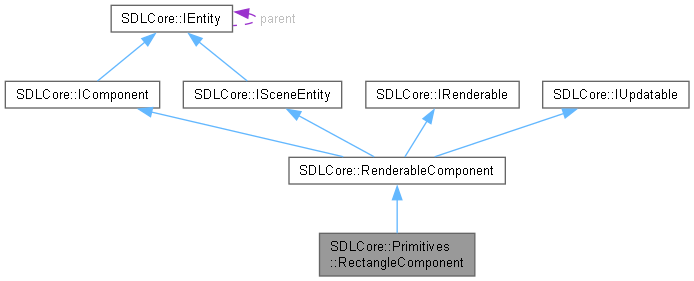 SDLCore::IEntity
parent
SDLCore::IComponent
SDLCore::ISceneEntity
SDLCore::IRenderable
SDLCore::IUpdatable
SDLCore::RenderableComponent
SDLCore::Primitives
::RectangleComponent